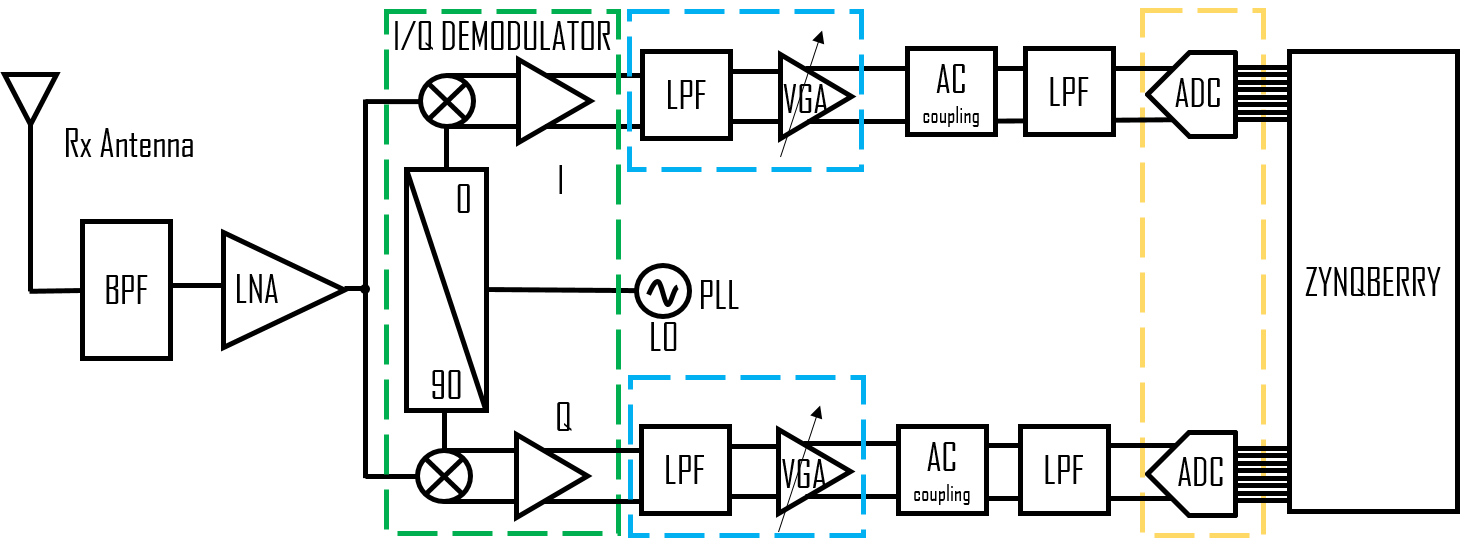 I/Q DEMODULATOR
LPF
VGA
AC
coupling
LPF
ADC
Rx Antenna
I
0
BPF
LNA
PLL
LO
ZYNQBERRY
90
Q
LPF
VGA
AC
coupling
LPF
ADC